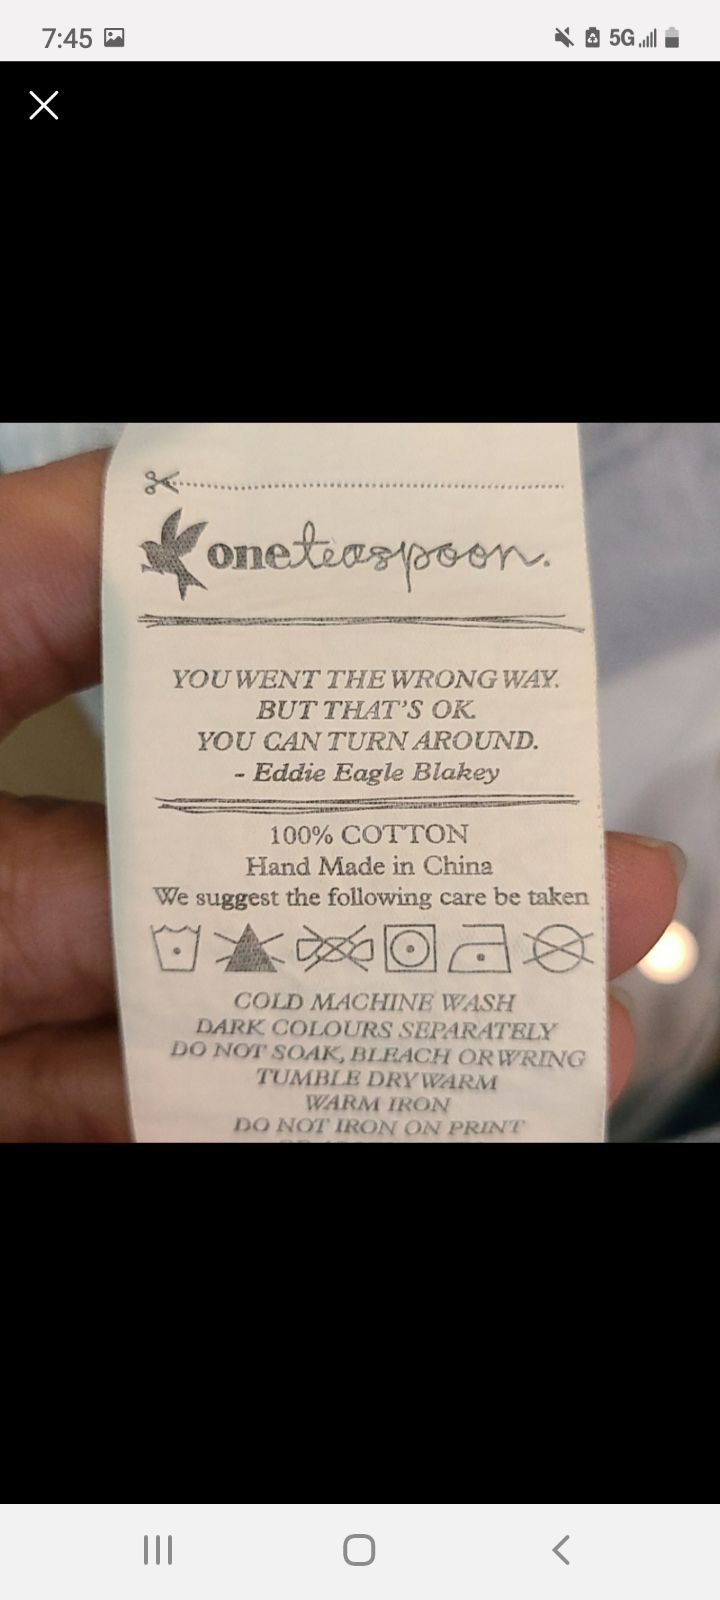 7:45
5G
oneteaspoon.
YOU WENT THE WRONG WAY.
BUT THAT'S OK.
YOU CAN TURN AROUND.
- Eddie Eagle Blakey
100% COTTON
Hand Made in China
We suggest the following care be taken
COLD MACHINE WASH
DARK COLOURS SEPARATELY
DO NOT SOAK, BLEACH OR WRING
TUMBLE DRY WARM
WARM IRON
DO NOT IRON ON PRINT